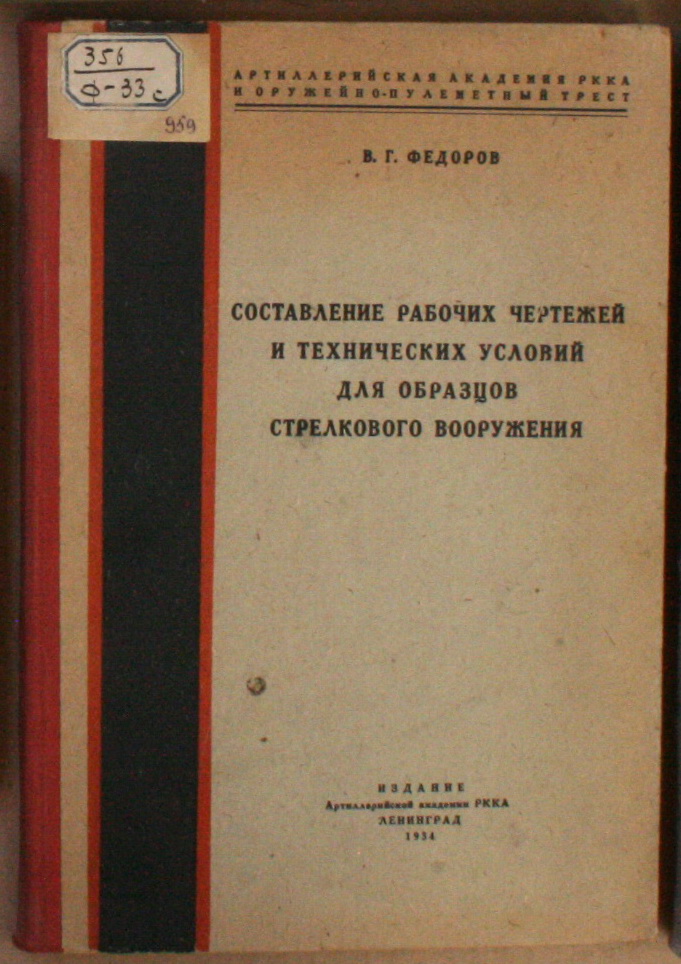 356
Ф-33 с
959
АРТИЛЛЕРИЙСКАЯ АКАДЕМИЯ РККА
И ОРУЖЕЙНО-ПУЛЕМЕТНЫЙ ТРЕСТ
В. Г. ФЕДОРОВ
СОСТАВЛЕНИЕ РАБОЧИХ ЧЕРТЕЖЕЙ
И ТЕХНИЧЕСКИХ УСЛОВИЙ
ДЛЯ ОБРАЗЦОВ
СТРЕЛКОВОГО ВООРУЖЕНИЯ
ИЗДАНИЕ
Артиллерийской академии РККА
ЛЕНИНГРАД
1934